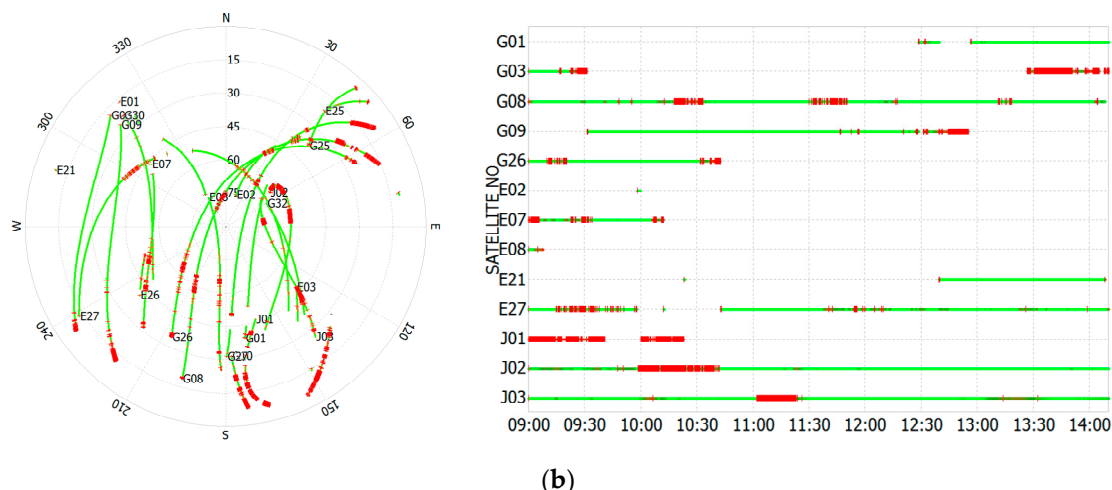 N
330
30
15
30
45
60
75
300
60
W
E
240
120
210
150
S
E01
G30
G09
E21
E07
E25
G25
E05
E02
J02
G32
E03
E26
E27
G26
J01
G01
J03
G08
SATELLITE NO
G01
G03
G08
G09
G26
E02
E07
E08
E21
E27
J01
J02
J03
09:00 09:30 10:00 10:30 11:00 11:30 12:00 12:30 13:00 13:30 14:00
(b)